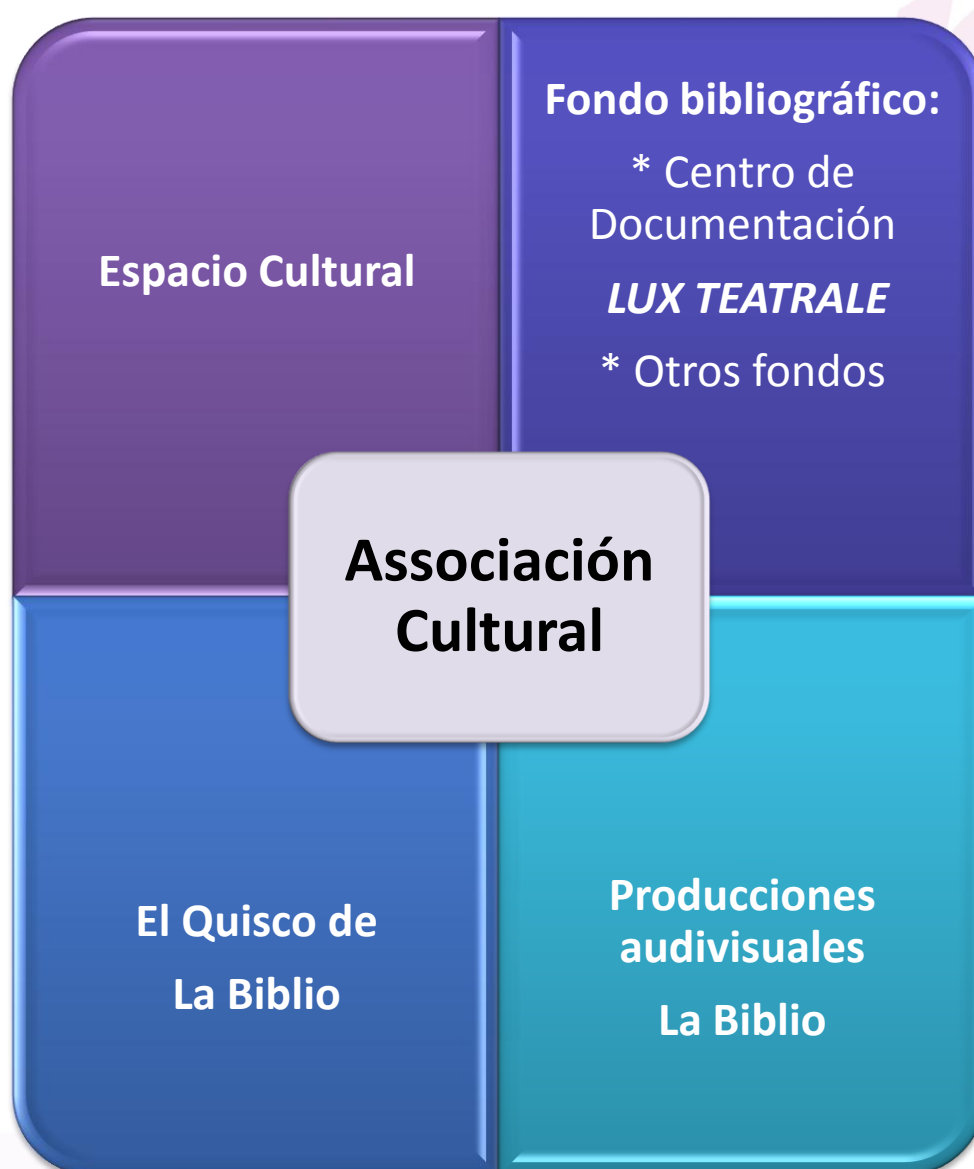 Espacio Cultural
Fondo bibliográfico:
* Centro de
Documentación
LUX TEATRALE
* Otros fondos
Associación
Cultural
El Quisco de
La Biblio
Producciones
audivisuales
La Biblio